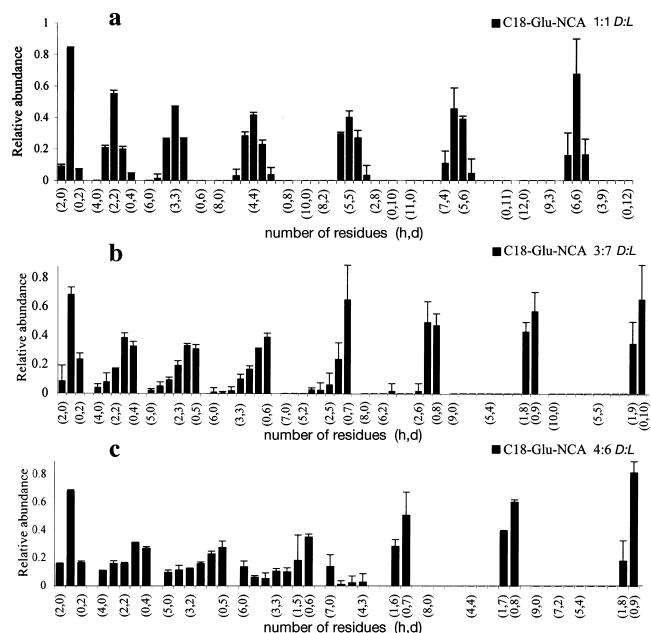 a
C18-Glu-NCA 1:1 D:L
Relative abundance
1
0.8
0.6
0.4
0.2
0
(2,0) (0,2) (4,0) (2,2) (0,4) (6,0) (3,3) (0,6) (8,0) (4,4) (0,8) (10,0) (8,2) (5,5) (2,8) (0,10) (11,0) (7,4) (5,6) (0,11) (12,0) (9,3) (6,6) (3,9) (0,12)
number of residues (h,d)
b
C18-Glu-NCA 3:7 D:L
Relative abundance
0.8
0.6
0.4
0.2
0
(2,0) (0,2) (4,0) (2,2) (0,4) (5,0) (2,3) (0,5) (6,0) (3,3) (0,6) (7,0) (5,2) (2,5) (0,7) (8,0) (6,2) (2,6) (0,8) (9,0) (5,4) (1,8) (0,9) (10,0) (5,5) (1,9) (0,10)
number of residues (h,d)
c
C18-Glu-NCA 4:6 D:L
Relative abundance
0.8
0.6
0.4
0.2
0
(2,0) (0,2) (4,0) (2,2) (0,4) (5,0) (3,2) (0,5) (6,0) (3,3) (1,5) (0,6) (7,0) (4,3) (1,6) (0,7) (8,0) (4,4) (1,7) (0,8) (9,0) (7,2) (5,4) (1,8) (0,9)
number of residues (h,d)